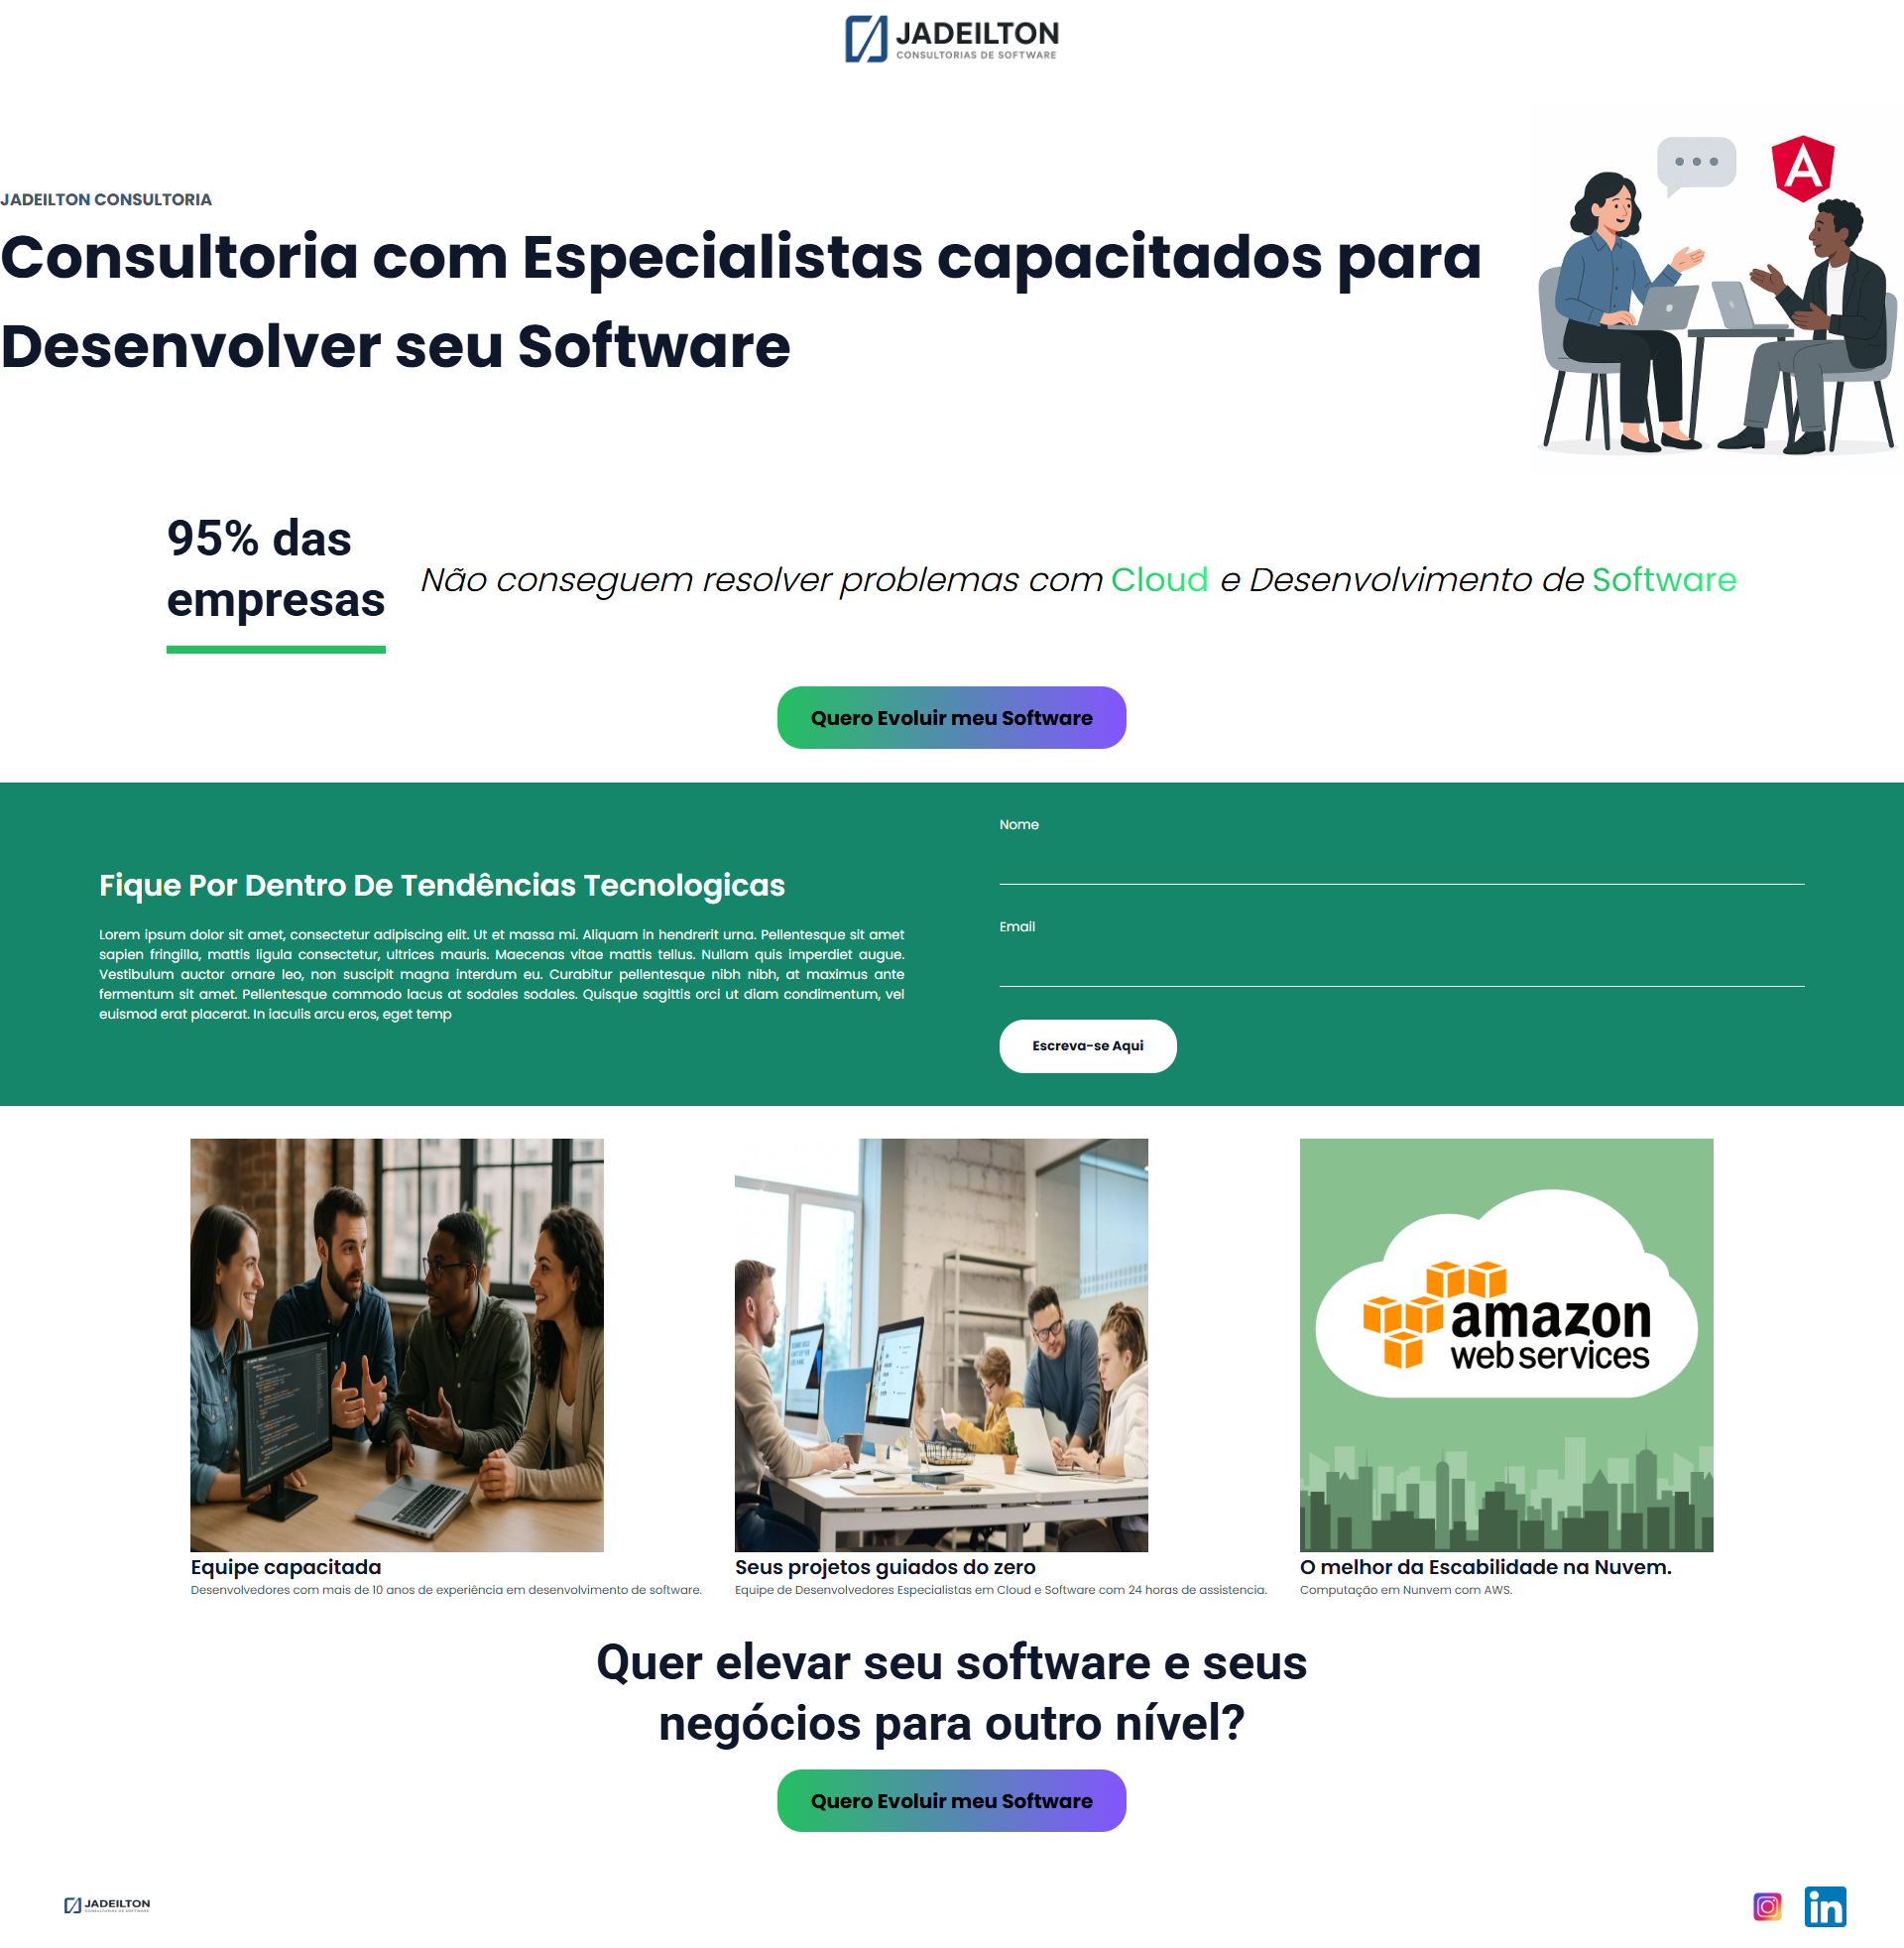 JADEILTON
CONSULTORIAS DE SOFTWARE
JADEILTON CONSULTORIA
Consultoria com Especialistas capacitados para
Desenvolver seu Software
95% das
empresas
Não conseguem resolver problemas com Cloud e Desenvolvimento de Software
Quero Evoluir meu Software
Fique Por Dentro De Tendências Tecnologicas
Lorem ipsum dolor sit amet, consectetur adipiscing elit. Ut et massa mi. Aliquam in hendrerit urna. Pellentesque sit amet
sapien fringilla, mattis ligula consectetur, ultrices mauris. Maecenas vitae mattis tellus. Nullam quis imperdiet augue.
Vestibulum auctor ornare leo, non suscipit magna interdum eu. Curabitur pellentesque nibh nibh, at maximus ante
fermentum sit amet. Pellentesque commodo lacus at sodales sodales. Quisque sagittis orci ut diam condimentum, vel
euismod erat placerat. In iaculis arcu eros, eget temp
Nome
Email
Escreva-se Aqui
amazon
web services
Equipe capacitada
Desenvolvedores com mais de 10 anos de experiência em desenvolvimento de software.
Seus projetos guiados do zero
Equipe de Desenvolvedores Especialistas em Cloud e Software com 24 horas de assistencia.
O melhor da Escabilidade na Nuvem.
Computação em Nunvem com AWS.
Quer elevar seu software e seus
negócios para outro nível?
Quero Evoluir meu Software
JADEILTON
CONSULTORIAS DE SOFTWARE
in